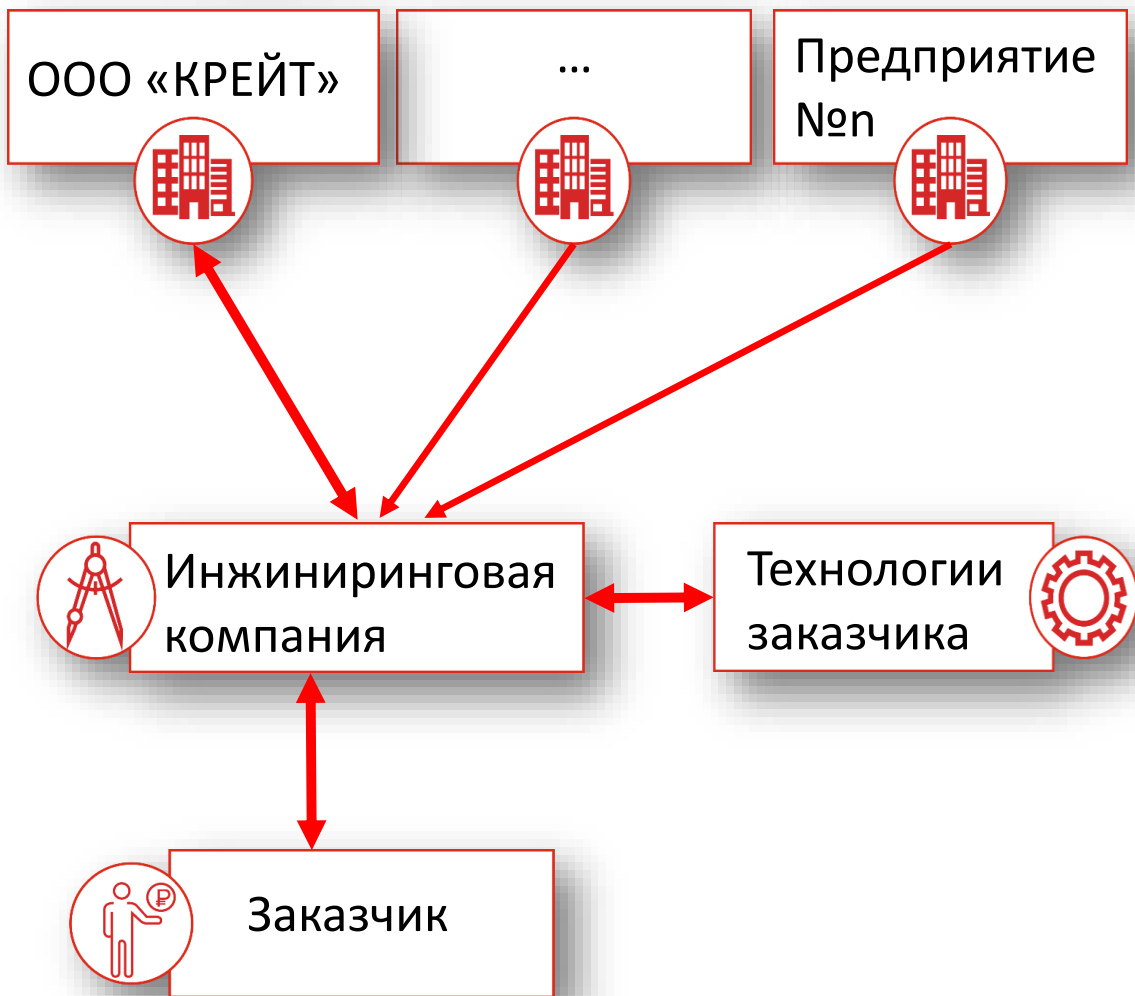 ООО «КРЕЙТ»
...
Предприятие
№n
Инжиниринговая
компания
Технологии
заказчика
₽
Заказчик